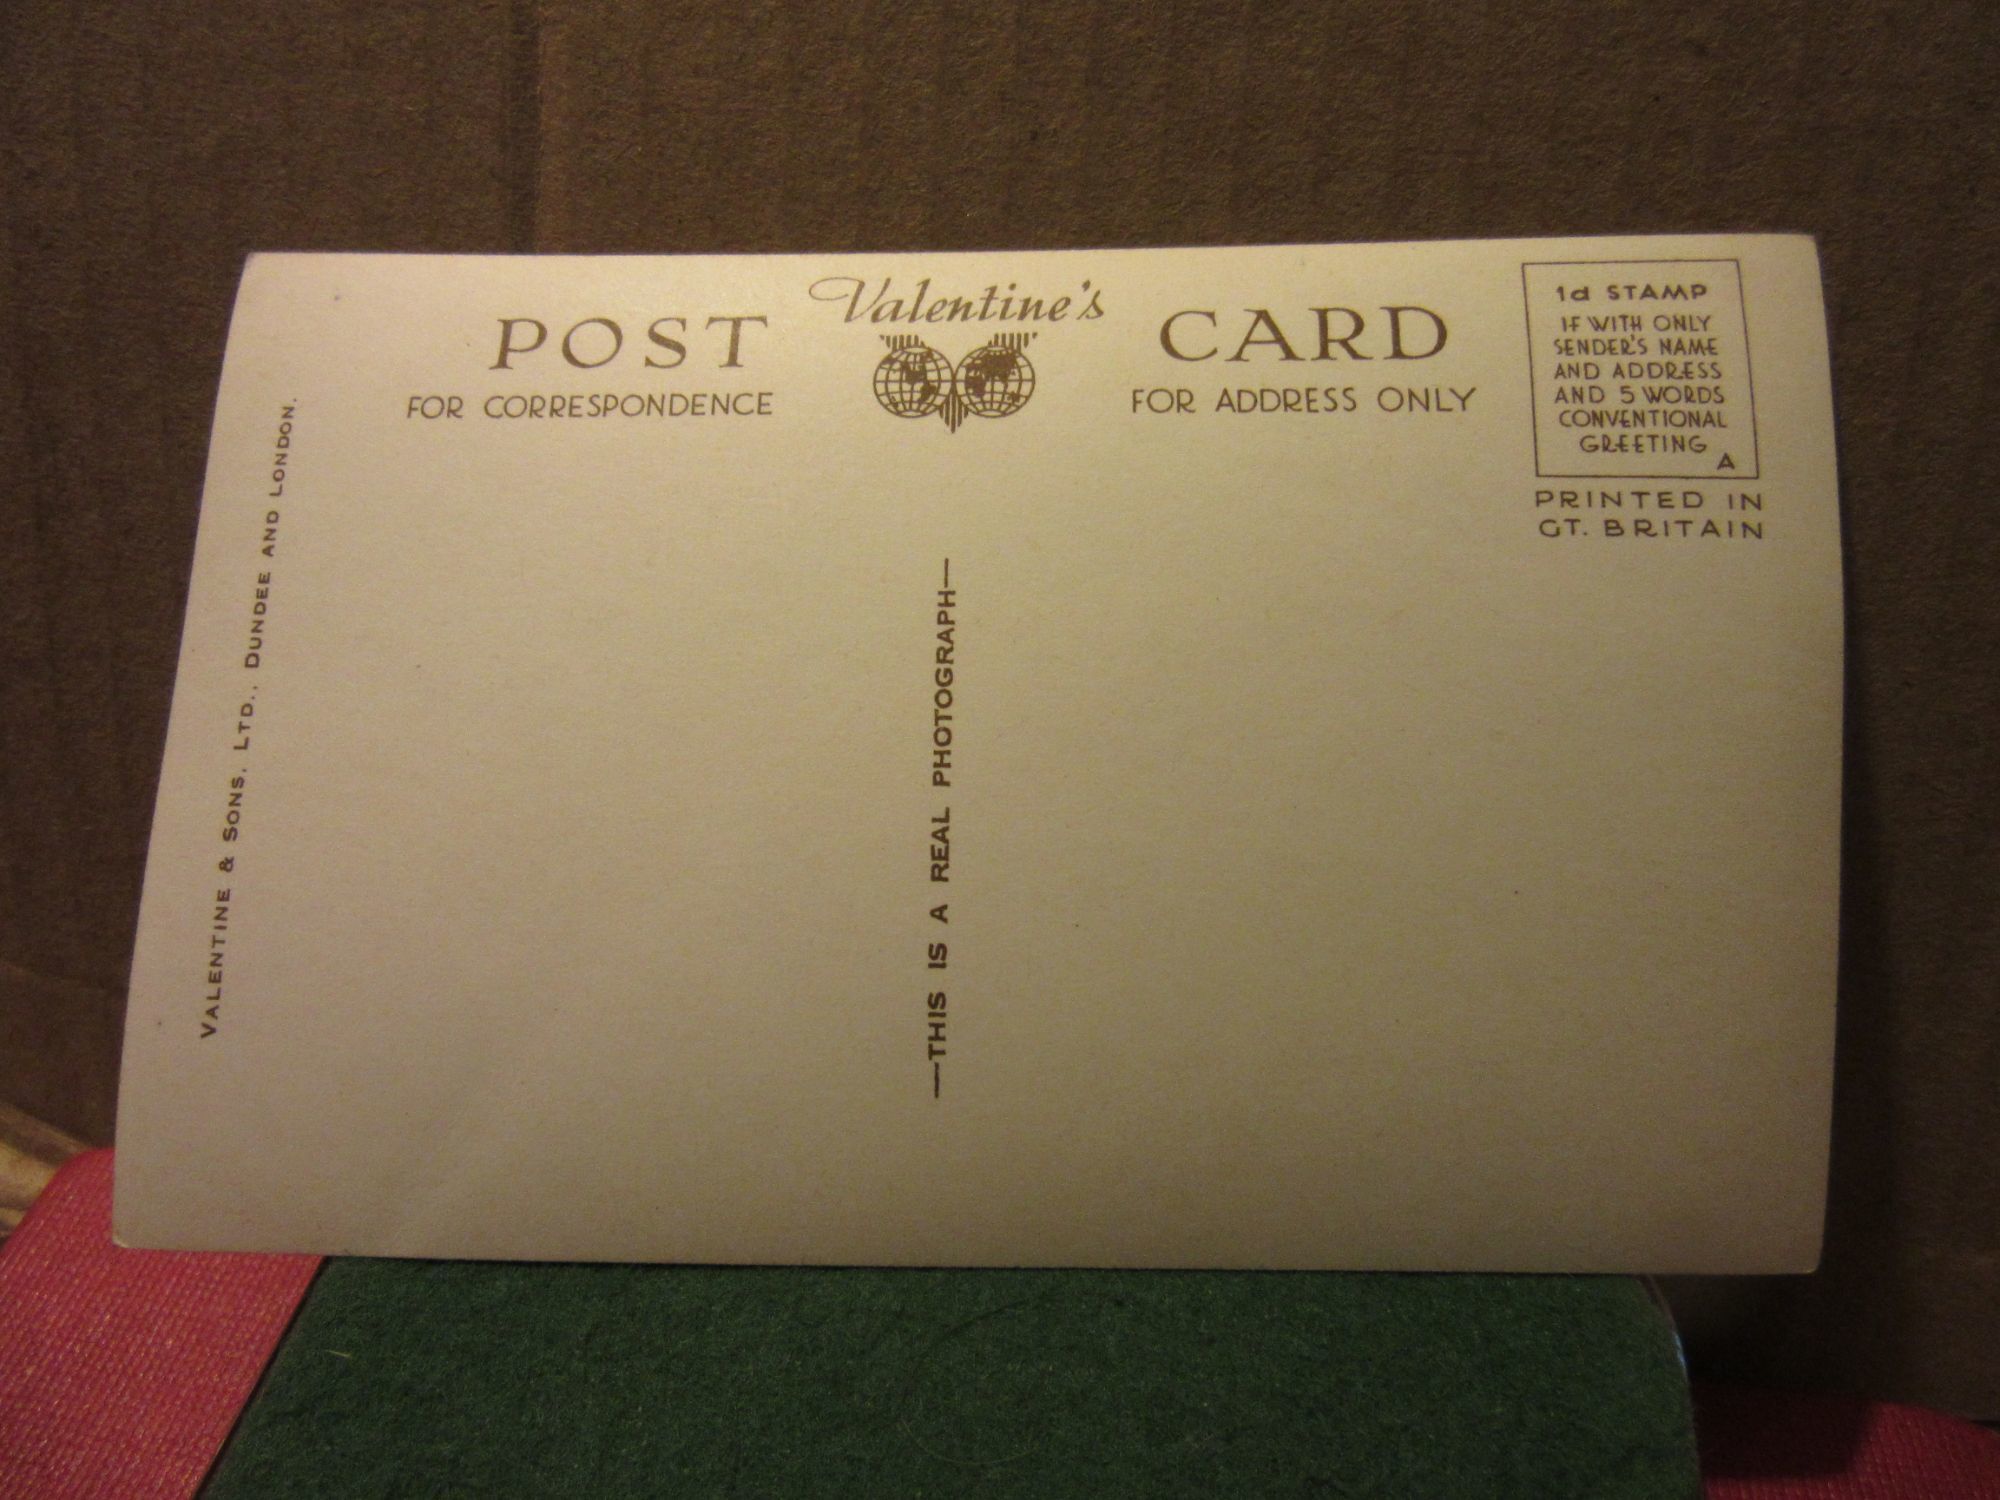 Valentine's
POST CARD
FOR CORRESPONDENCE
FOR ADDRESS ONLY
1d STAMP
IF WITH ONLY
SENDER'S NAME
AND ADDRESS
AND 5 WORDS
CONVENTIONAL
GREETING
A
PRINTED IN
GT. BRITAIN
VALENTINE & SONS, LTD., DUNDEE AND LONDON.
—THIS IS A REAL PHOTOGRAPH—